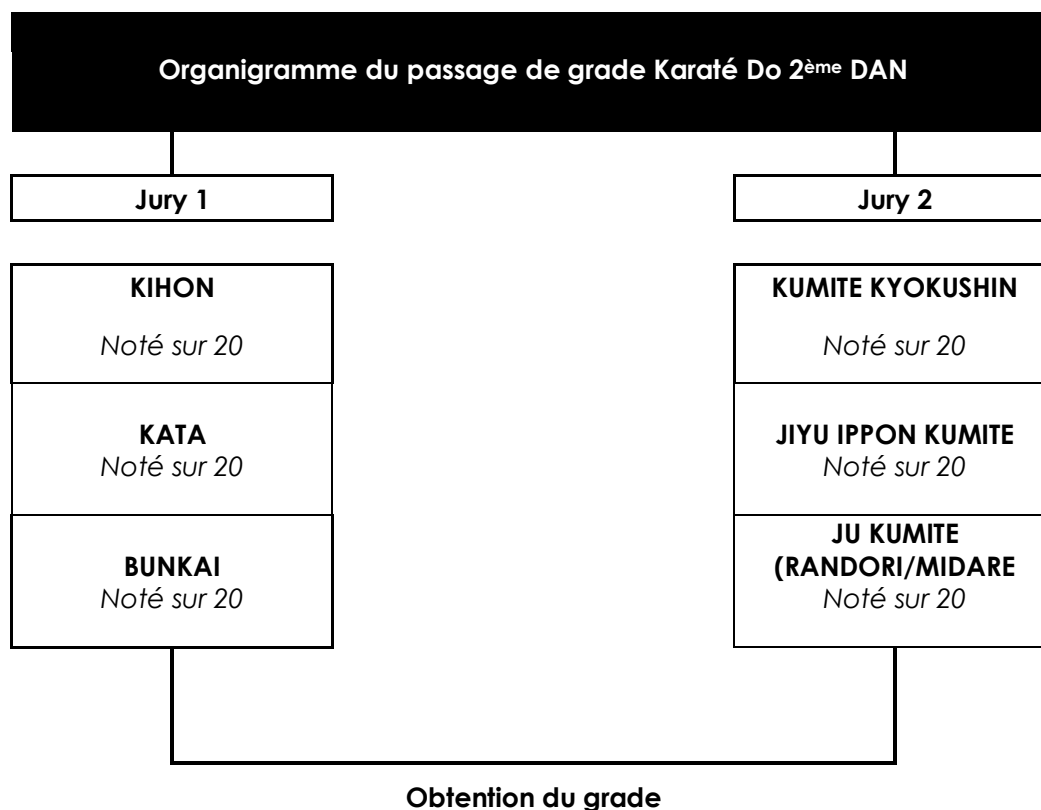 Organigramme du passage de grade Karaté Do 2ème DAN
Jury 1
KIHON
Noté sur 20
KATA
Noté sur 20
BUNKAI
Noté sur 20
Jury 2
KUMITE KYOKUSHIN
Noté sur 20
JIYU IPPON KUMITE
Noté sur 20
JU KUMITE
(RANDORI/MIDARE
Noté sur 20
Obtention du grade